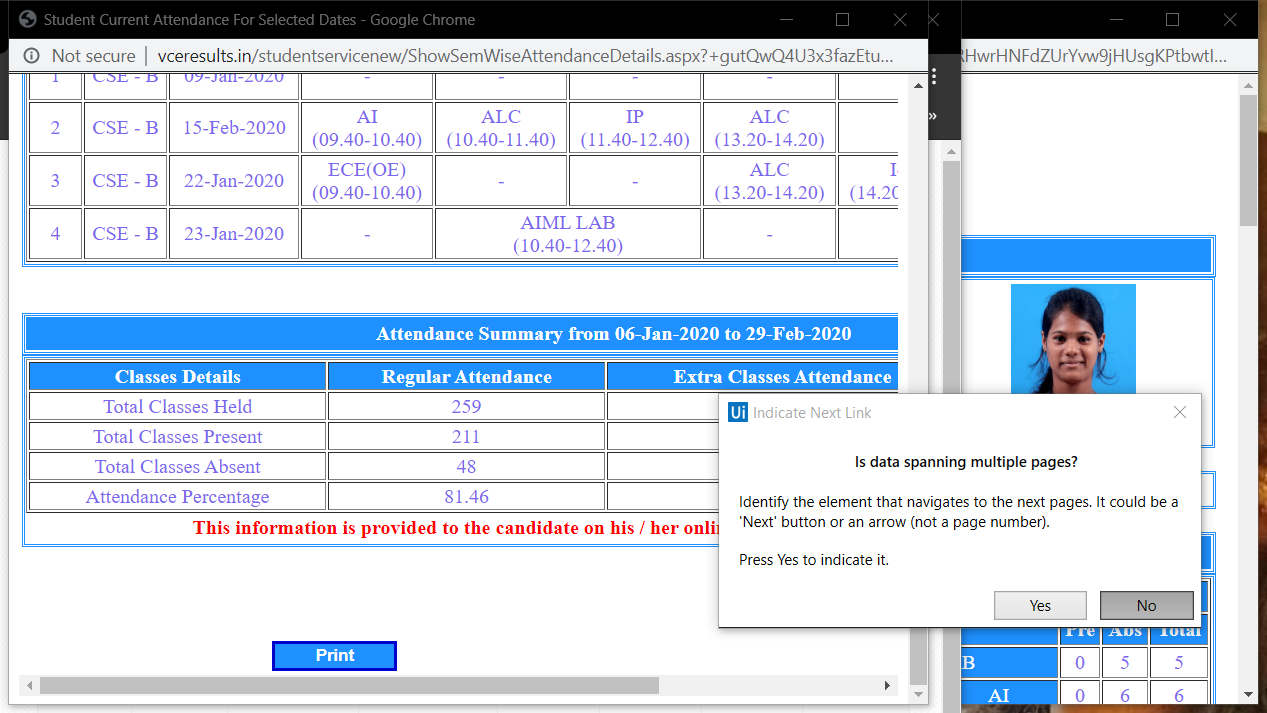 Student Current Attendance For Selected Dates - Google Chrome
Not secure | vceresults.in/studentservicenew/ShowSemWiseAttendanceDetails.aspx?+gutQwQ4U3x3fazEtu...
RHwrHNFdZUrYvw9jHUsgKPtbwtI...
»
1 CSE - B 09-Jan-2020 - - - -
2 CSE - B 15-Feb-2020 AI (09.40-10.40) ALC (10.40-11.40) IP (11.40-12.40) ALC (13.20-14.20)
3 CSE - B 22-Jan-2020 ECE(OE) (09.40-10.40) - - ALC (13.20-14.20) (14.20
4 CSE - B 23-Jan-2020 - AIML LAB (10.40-12.40) -
Attendance Summary from 06-Jan-2020 to 29-Feb-2020
Classes Details Regular Attendance Extra Classes Attendance
Total Classes Held 259
Total Classes Present 211
Total Classes Absent 48
Attendance Percentage 81.46
This information is provided to the candidate on his / her onlin
Print
Ui Indicate Next Link
Is data spanning multiple pages?
Identify the element that navigates to the next pages. It could be a
'Next' button or an arrow (not a page number).
Press Yes to indicate it.
Yes No
Pre Abs Total
B 0 5 5
AI 0 6 6